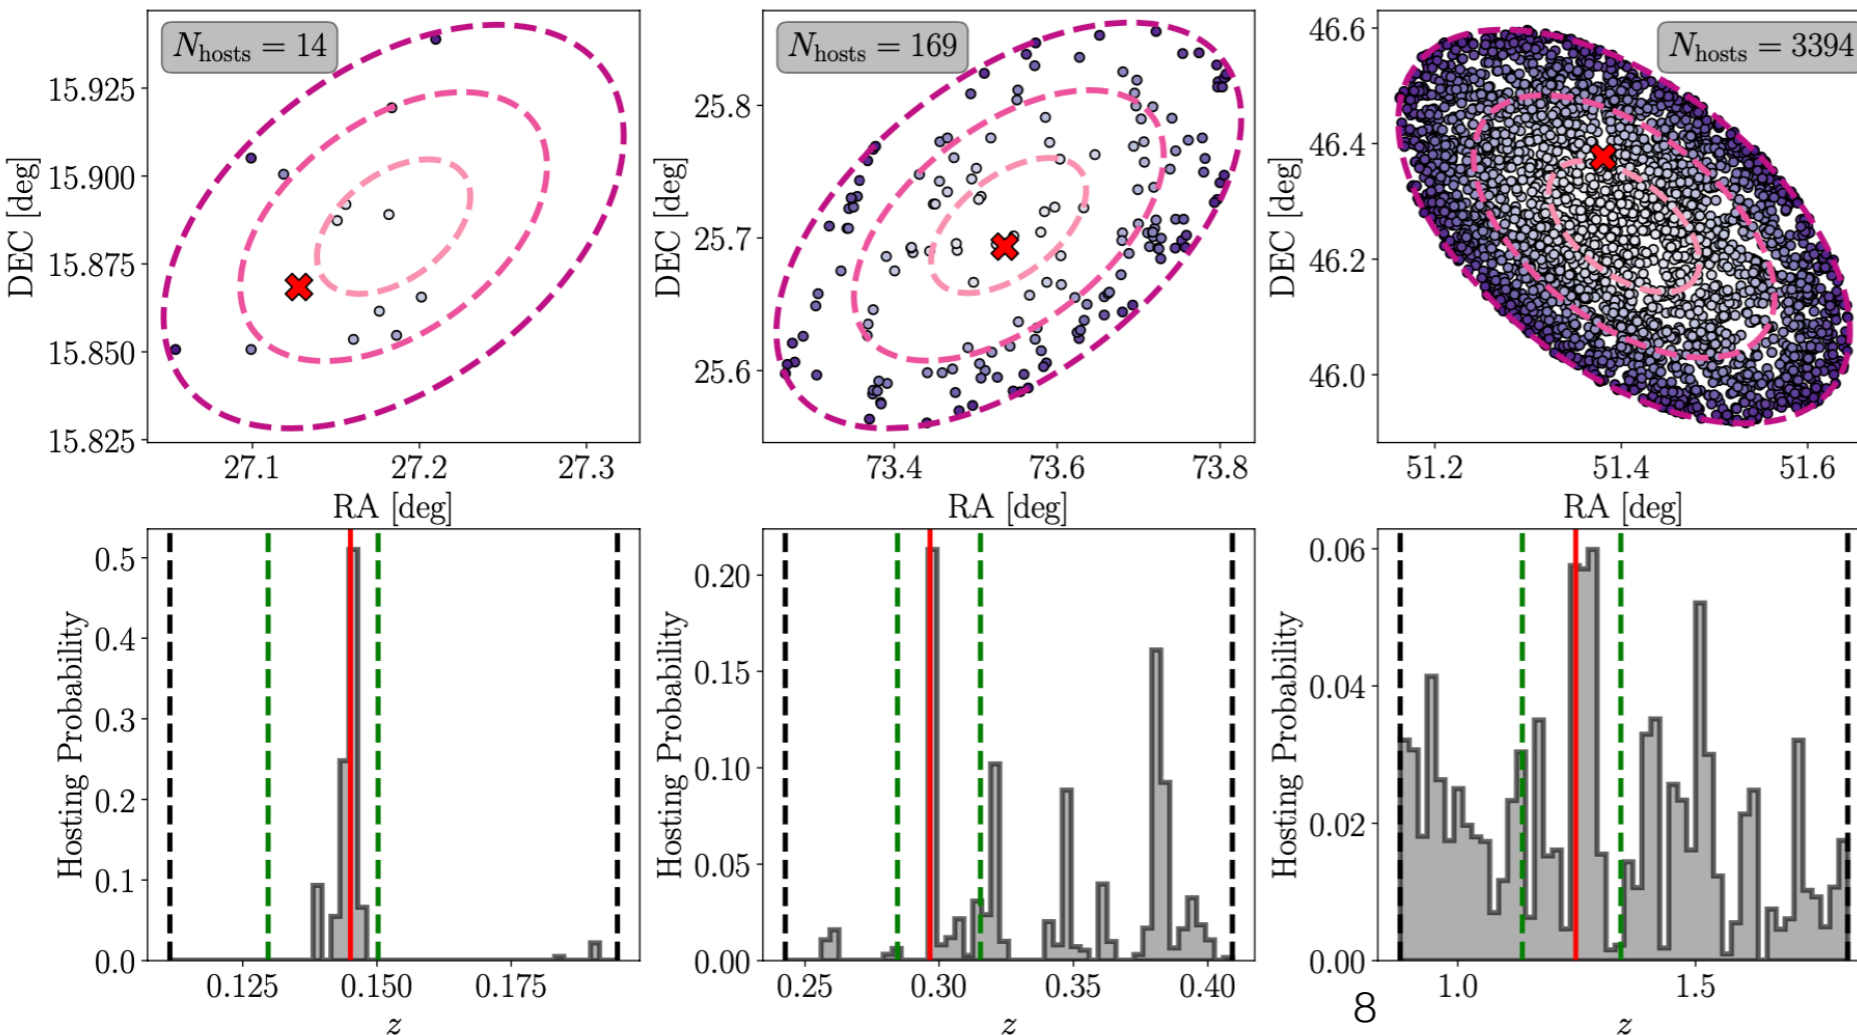 N_hosts = 14
15.925
15.900
15.875
15.850
15.825
DEC [deg]
27.1 27.2 27.3
RA [deg]
N_hosts = 169
25.8
25.7
25.6
DEC [deg]
73.4 73.6 73.8
RA [deg]
N_hosts = 3394
46.6
46.4
46.2
46.0
DEC [deg]
51.2 51.4 51.6
RA [deg]
0.5
0.4
0.3
0.2
0.1
0.0
Hosting Probability
0.125 0.150 0.175
z
0.20
0.15
0.10
0.05
0.00
Hosting Probability
0.25 0.30 0.35 0.40
z
0.06
0.04
0.02
0.00
Hosting Probability
1.0 1.5
z
8